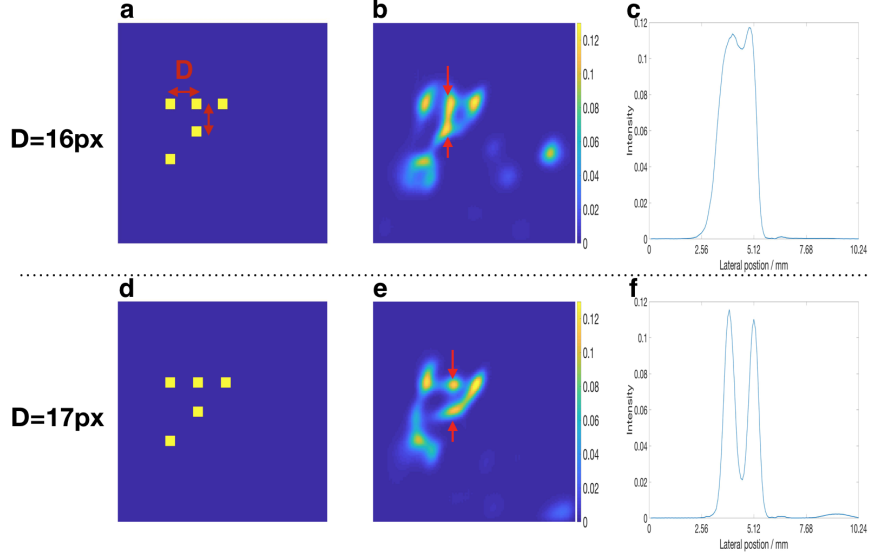 a
b
c
D
D=16px
0.12
0.1
0.08
0.06
0.04
0.02
0
0.12
0.1
0.08
0.06
0.04
0.02
0
Intensity
0
2.56
5.12
7.68
10.24
Lateral postion / mm
d
e
f
D=17px
0.12
0.1
0.08
0.06
0.04
0.02
0
0.12
0.1
0.08
0.06
0.04
0.02
0
Intensity
0
2.56
5.12
7.68
10.24
Lateral postion / mm